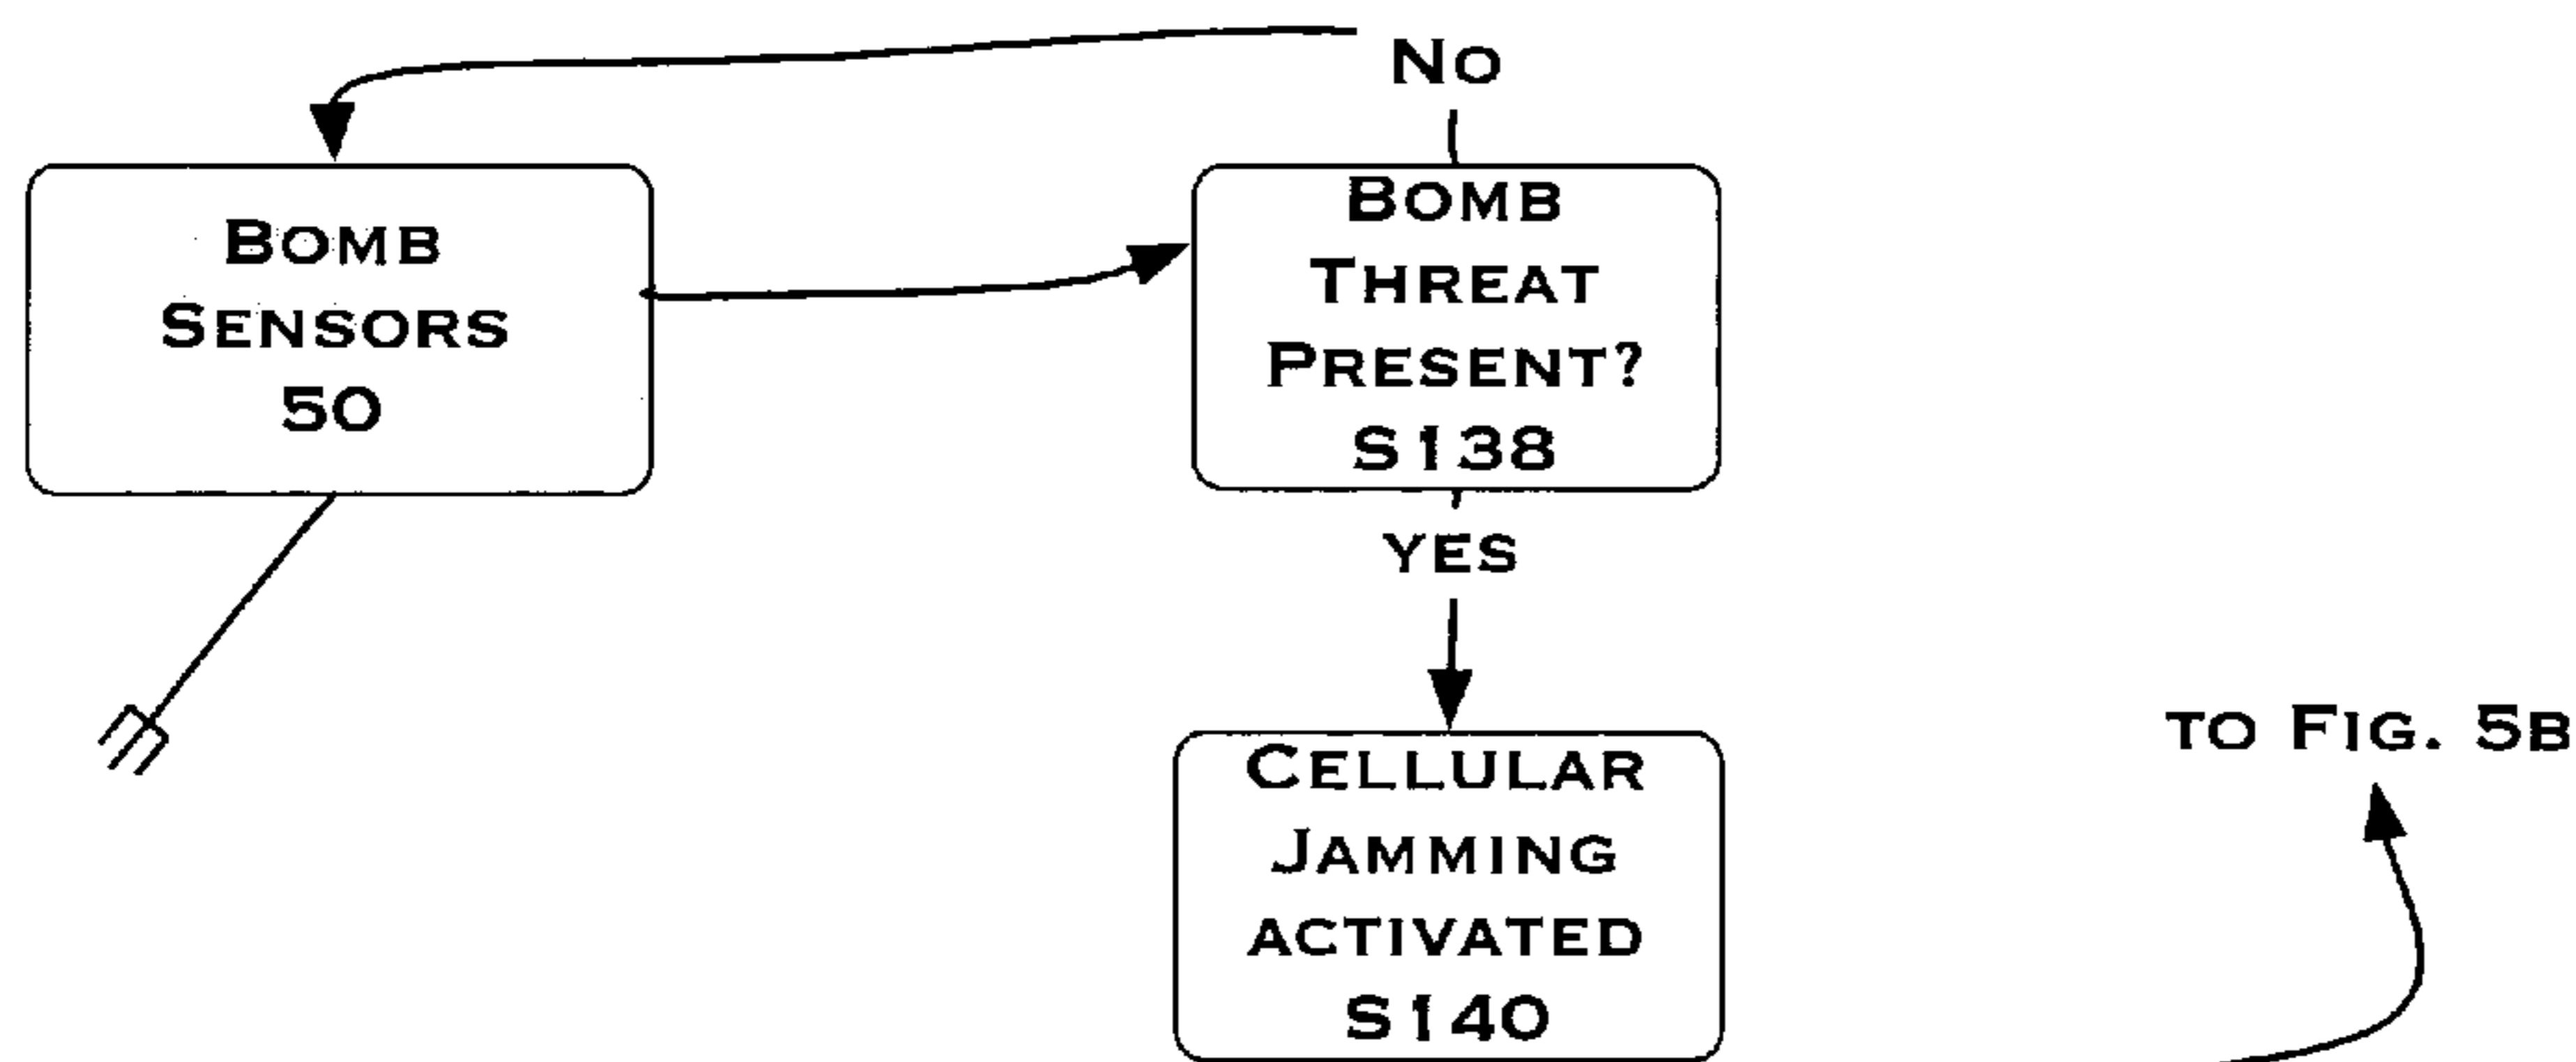 NO
BOMB
SENSORS
50
BOMB
THREAT
PRESENT?
S138
YES
CELLULAR
JAMMING
ACTIVATED
S140
TO FIG. 5B